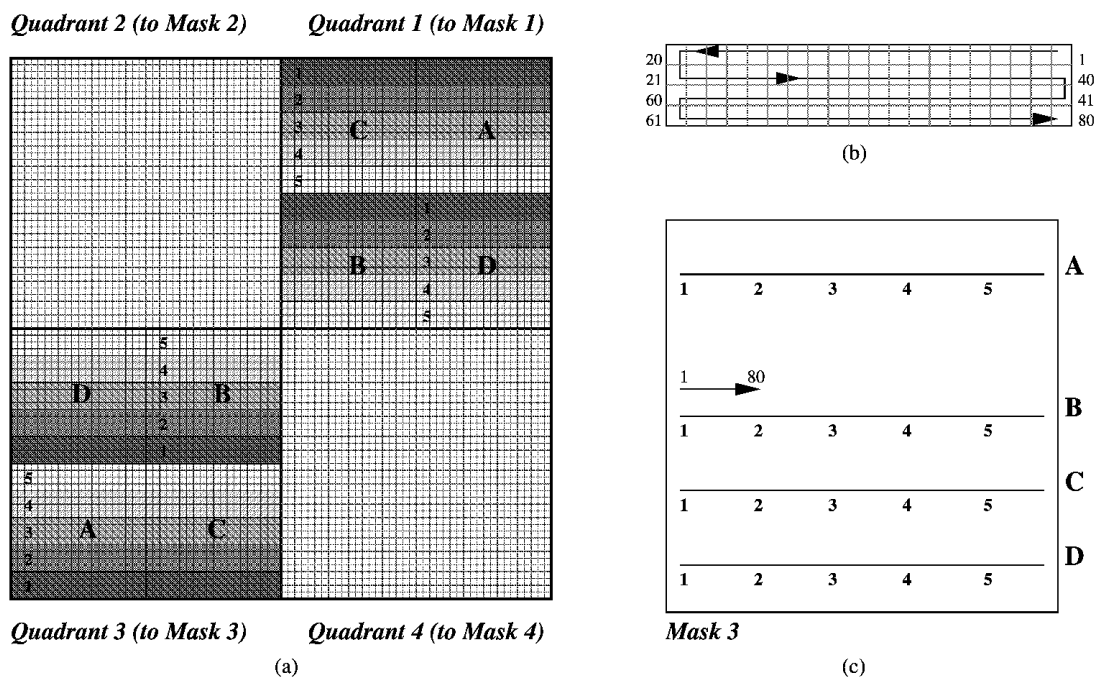 Quadrant 2 (to Mask 2) Quadrant 1 (to Mask 1)
1
2
3 C A
4
5
1
2
B 3 D
4
5
5
4
D 3 B
2
1
5
4
3 A C
2
1
Quadrant 3 (to Mask 3) Quadrant 4 (to Mask 4)
(a)
20 1
21 40
60 41
61 80
(b)
A
1 2 3 4 5
1 80
B
1 2 3 4 5
C
1 2 3 4 5
D
1 2 3 4 5
Mask 3
(c)